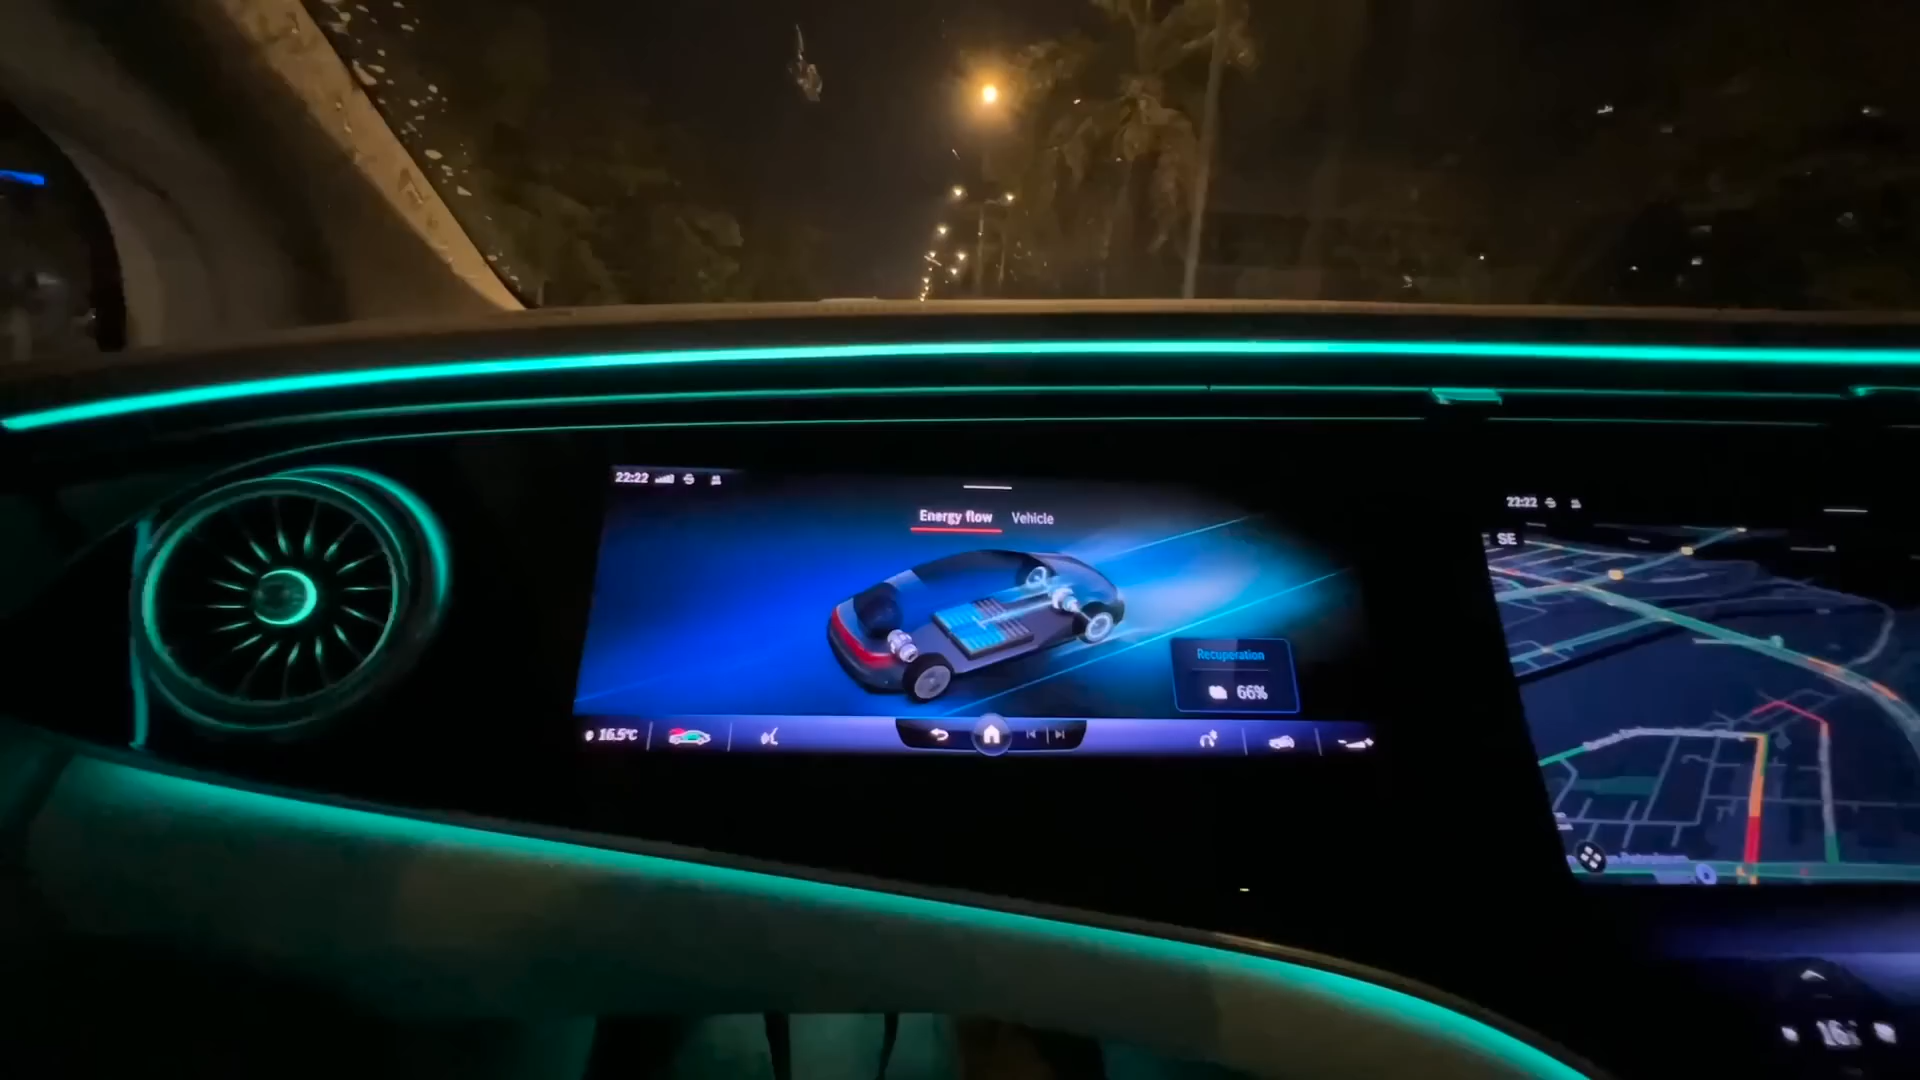 22:22
Energy flow Vehicle
Recuperation
66%
16.5°C
22:22
SE